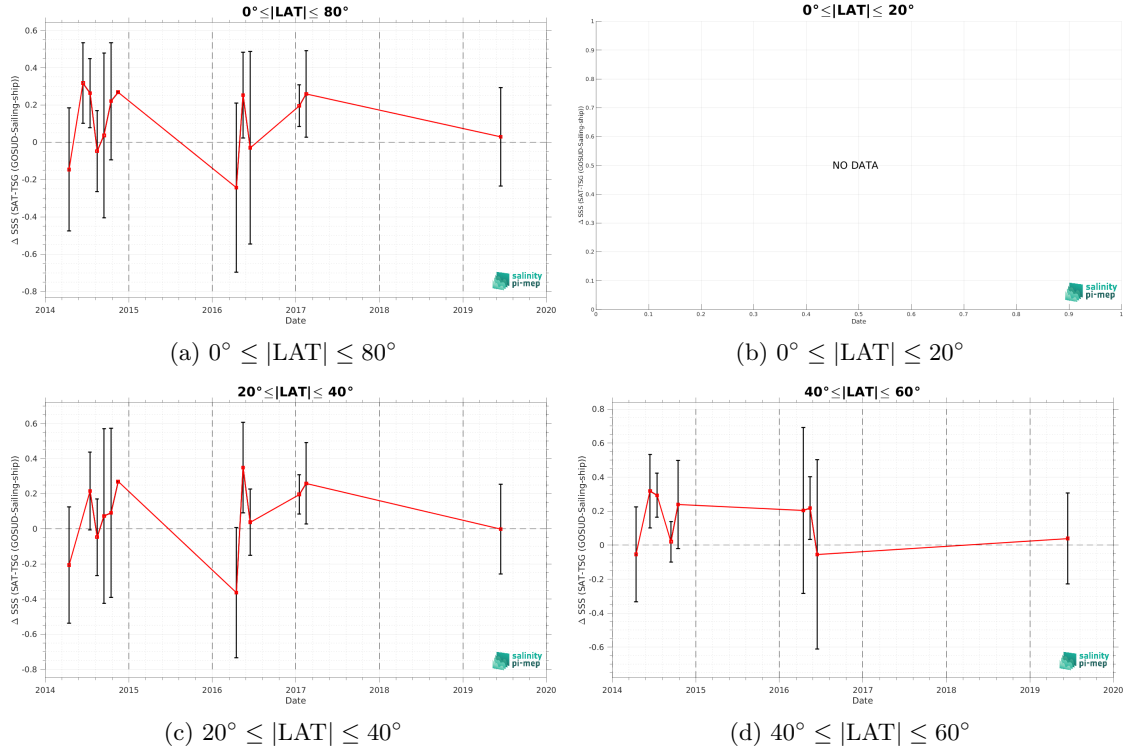 0°≤|LAT|≤ 80°
Δ SSS (SAT-TSG (GOSUD-Sailing-ship))
0.6
0.4
0.2
0
-0.2
-0.4
-0.6
-0.8
2014 2015 2016 2017 2018 2019 2020
Date
salinity
pi-mep
(a) 0° ≤ |LAT| ≤ 80°
0°≤|LAT|≤ 20°
Δ SSS (SAT-TSG (GOSUD-Sailing-ship))
1
0.9
0.8
0.7
0.6
0.5
0.4
0.3
0.2
0.1
0
NO DATA
0 0.1 0.2 0.3 0.4 0.5 0.6 0.7 0.8 0.9 1
Date
salinity
pi-mep
(b) 0° ≤ |LAT| ≤ 20°
20°≤|LAT|≤ 40°
Δ SSS (SAT-TSG (GOSUD-Sailing-ship))
0.6
0.4
0.2
0
-0.2
-0.4
-0.6
-0.8
2014 2015 2016 2017 2018 2019 2020
Date
salinity
pi-mep
(c) 20° ≤ |LAT| ≤ 40°
40°≤|LAT|≤ 60°
Δ SSS (SAT-TSG (GOSUD-Sailing-ship))
0.8
0.6
0.4
0.2
0
-0.2
-0.4
-0.6
2014 2015 2016 2017 2018 2019 2020
Date
salinity
pi-mep
(d) 40° ≤ |LAT| ≤ 60°